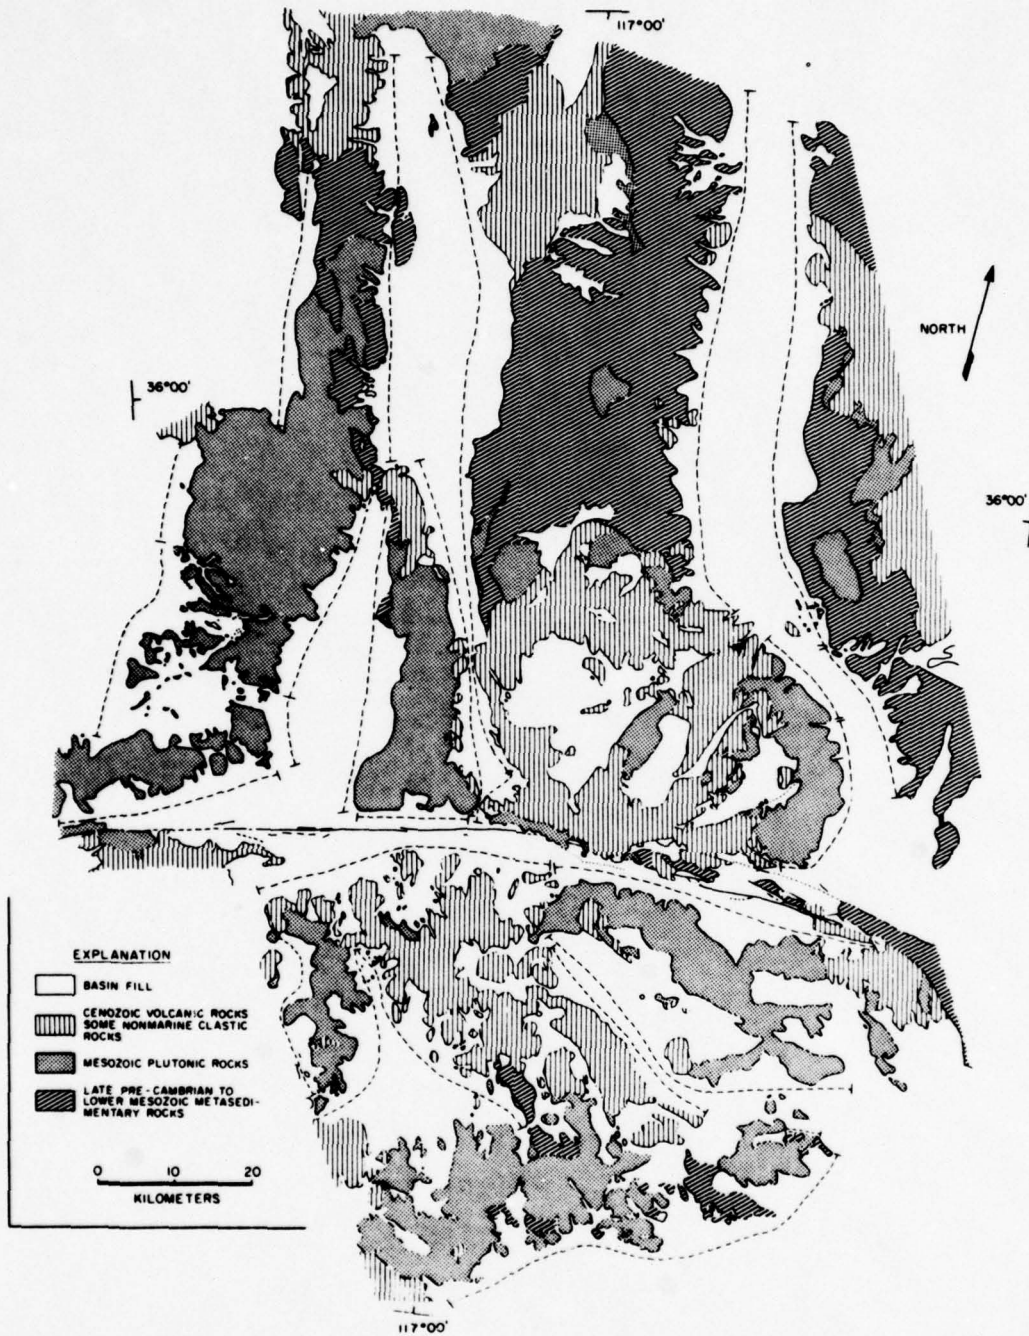 117°00'
NORTH
36°00'
36°00'
EXPLANATION
BASIN FILL
CENOZOIC VOLCANIC ROCKS
SOME NONMARINE CLASTIC
ROCKS
MESOZOIC PLUTONIC ROCKS
LATE PRE-CAMBRIAN TO
LOWER MESOZOIC METASEDI-
MENTARY ROCKS
0 10 20
KILOMETERS
117°00'